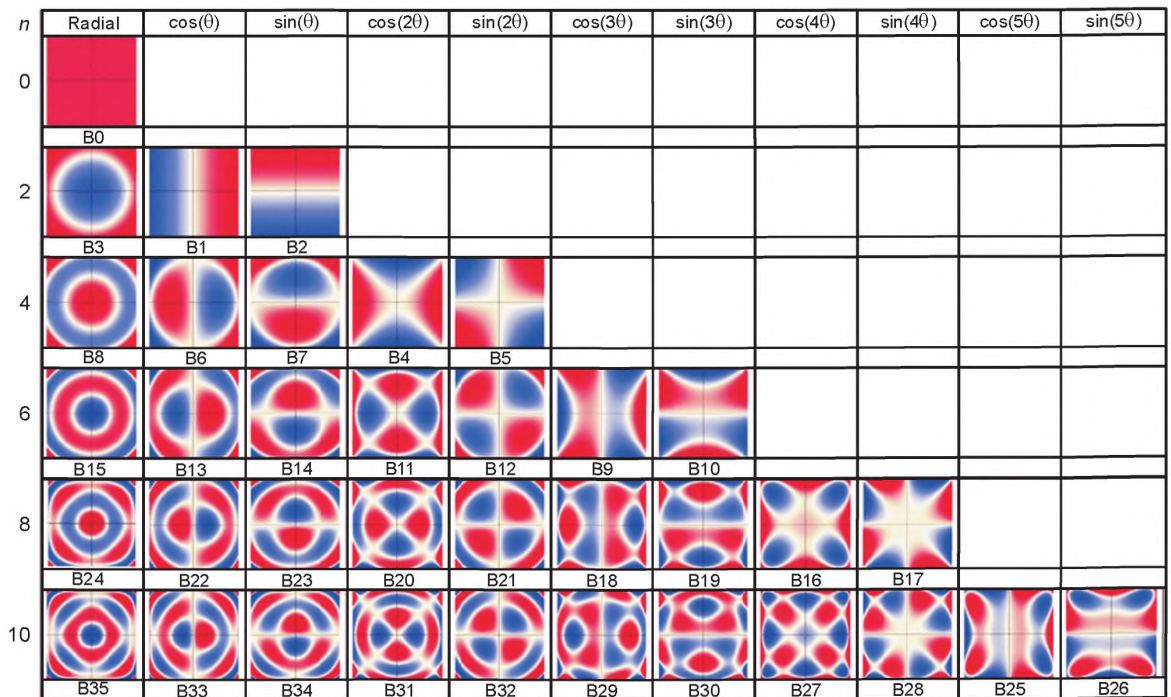 n Radial cos(θ) sin(θ) cos(2θ) sin(2θ) cos(3θ) sin(3θ) cos(4θ) sin(4θ) cos(5θ) sin(5θ)
0
B0
2
B3 B1 B2
4
B8 B6 B7 B4 B5
6
B15 B13 B14 B11 B12 B9 B10
8
B24 B22 B23 B20 B21 B18 B19 B16 B17
10
B35 B33 B34 B31 B32 B29 B30 B27 B28 B25 B26